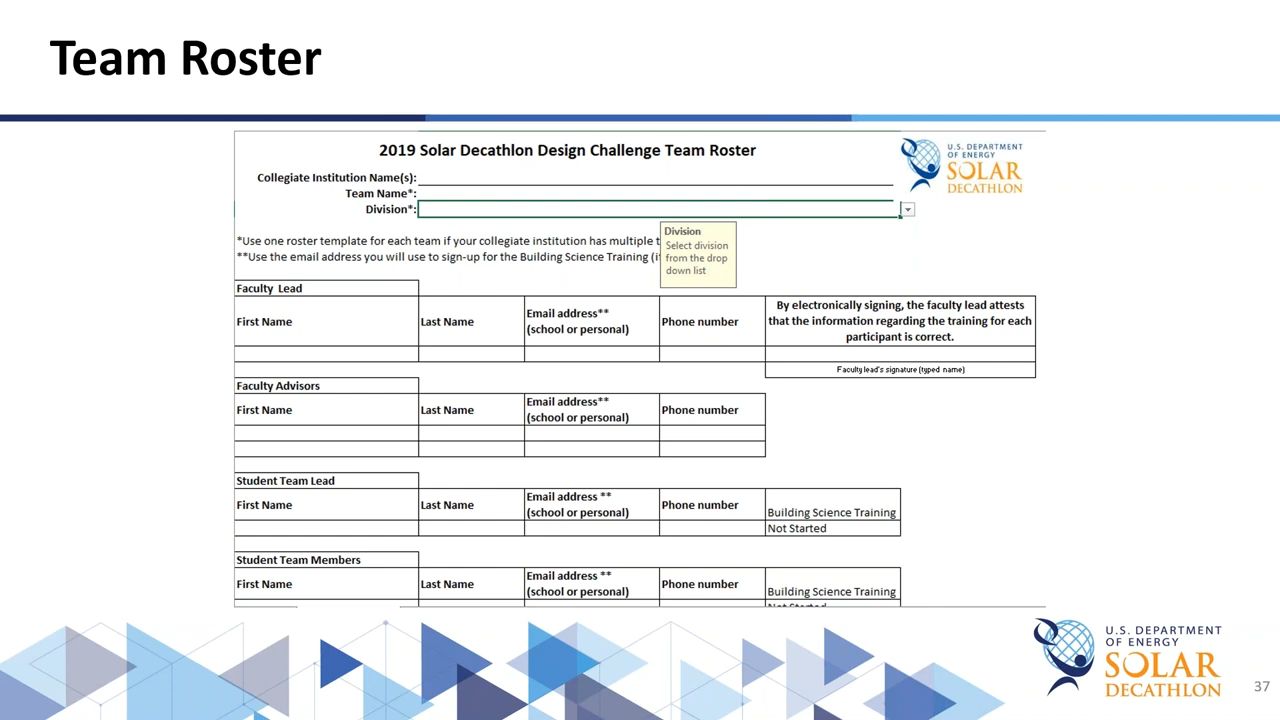 Team Roster
2019 Solar Decathlon Design Challenge Team Roster
U.S. DEPARTMENT
OF ENERGY
SOLAR
DECATHLON
Collegiate Institution Name(s):
Team Name*:
Division*:
*Use one roster template for each team if your collegiate institution has multiple
**Use the email address you will use to sign-up for the Building Science Training
Division
Select division
from the drop
down list
Faculty Lead
First Name
Last Name
Email address**
(school or personal)
Phone number
By electronically signing, the faculty lead attests
that the information regarding the training for each
participant is correct.
Faculty lead's signature (typed name)
Faculty Advisors
First Name
Last Name
Email address**
(school or personal)
Phone number
Student Team Lead
First Name
Last Name
Email address **
(school or personal)
Phone number
Building Science Training
Not Started
Student Team Members
First Name
Last Name
Email address **
(school or personal)
Phone number
Building Science Training
Not Started
U.S. DEPARTMENT
OF ENERGY
SOLAR
DECATHLON
37